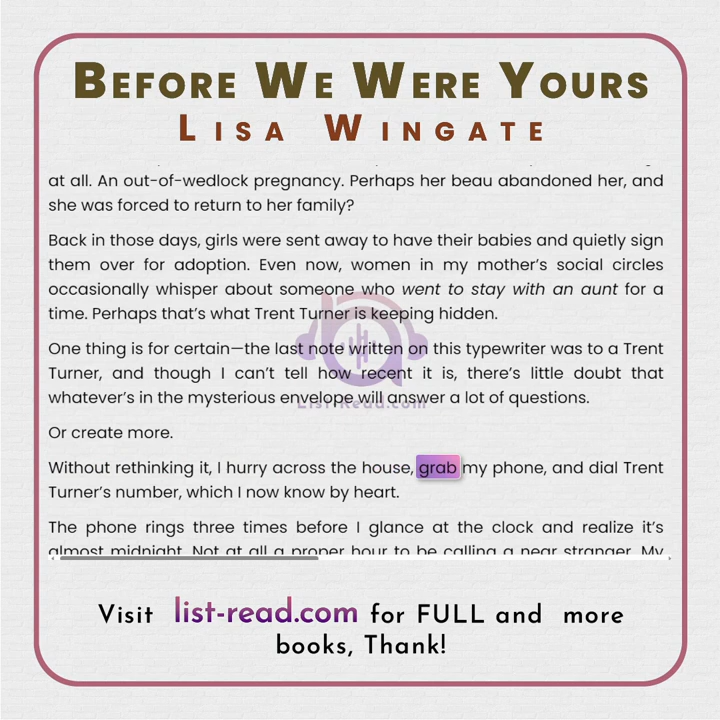 Before We Were Yours
Lisa Wingate
at all. An out-of-wedlock pregnancy. Perhaps her beau abandoned her, and
she was forced to return to her family?
Back in those days, girls were sent away to have their babies and quietly sign
them over for adoption. Even now, women in my mother’s social circles
occasionally whisper about someone who went to stay with an aunt for a
time. Perhaps that’s what Trent Turner is keeping hidden.
One thing is for certain—the last note written on this typewriter was to a Trent
Turner, and though I can’t tell how recent it is, there’s little doubt that
whatever’s in the mysterious envelope will answer a lot of questions.
List-Read.com
Or create more.
Without rethinking it, I hurry across the house, grab my phone, and dial Trent
Turner’s number, which I now know by heart.
The phone rings three times before I glance at the clock and realize it’s
almost midnight. Not at all a proper hour to be calling a near stranger. My
Visit list-read.com for FULL and more
books, Thank!